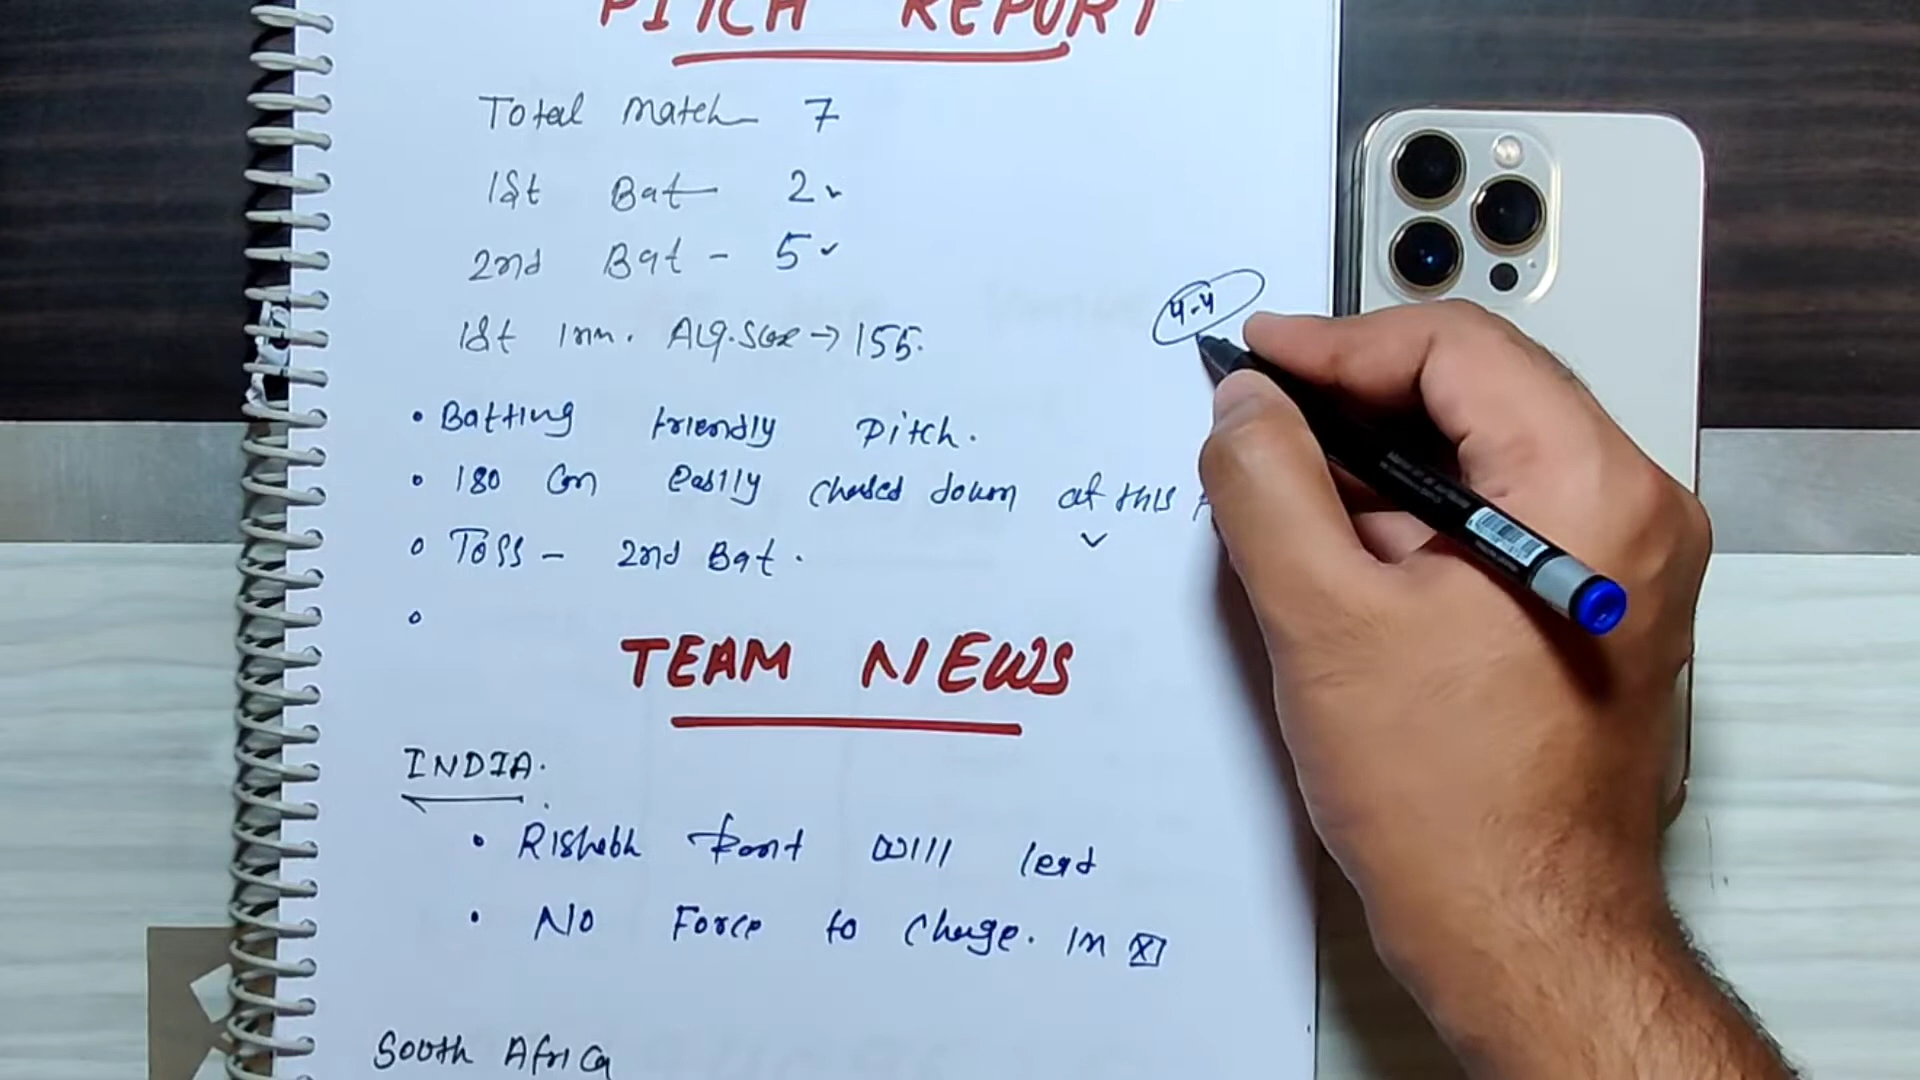 PITCH REPORT
Total Match 7
1st Bat 2
2nd Bat - 5
1st Inn. Avg. Score → 155.
4-4
• Batting friendly Pitch.
• 180 Can easily chased down at this
• Toss - 2nd Bat.
TEAM NEWS
INDIA.
• Rishabh Pant will lead
• No Force to Change. in XI
South Africa